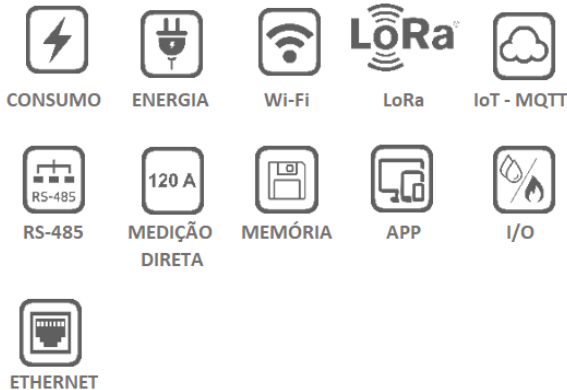 LoRa
CONSUMO ENERGIA Wi-Fi LoRa IoT - MQTT
RS-485 120 A
RS-485 MEDIÇÃO DIRETA MEMÓRIA APP I/O
ETHERNET